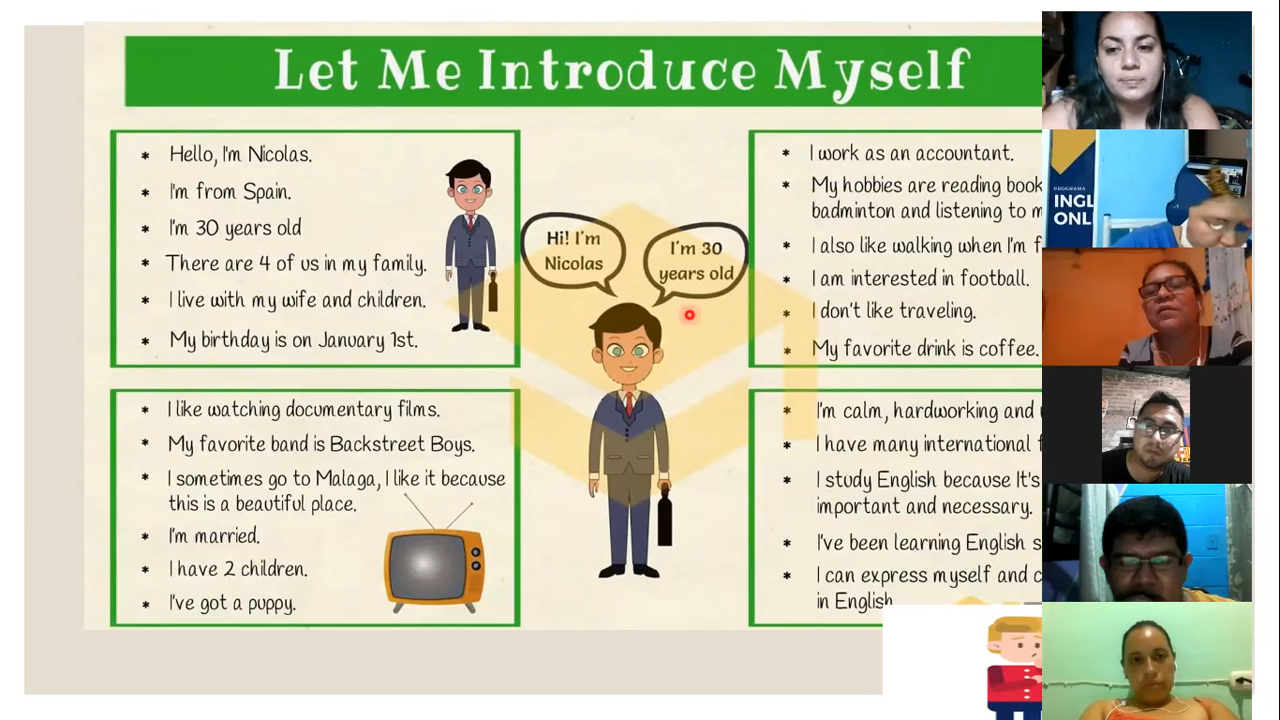 Let Me Introduce Myself
* Hello, I'm Nicolas.
* I'm from Spain.
* I'm 30 years old
* There are 4 of us in my family.
* I live with my wife and children.
* My birthday is on January 1st.
Hi! I'm
Nicolas
I'm 30
years old
* I work as an accountant.
* My hobbies are reading book
badminton and listening to m
* I also like walking when I'm f
* I am interested in football.
* I don't like traveling.
* My favorite drink is coffee.
* I like watching documentary films.
* My favorite band is Backstreet Boys.
* I sometimes go to Malaga, I like it because
this is a beautiful place.
* I'm married.
* I have 2 children.
* I've got a puppy.
* I'm calm, hardworking and
* I have many international f
* I study English because It's
important and necessary.
* I've been learning English s
* I can express myself and c
in English
PROGRAMA
INGL
ONL